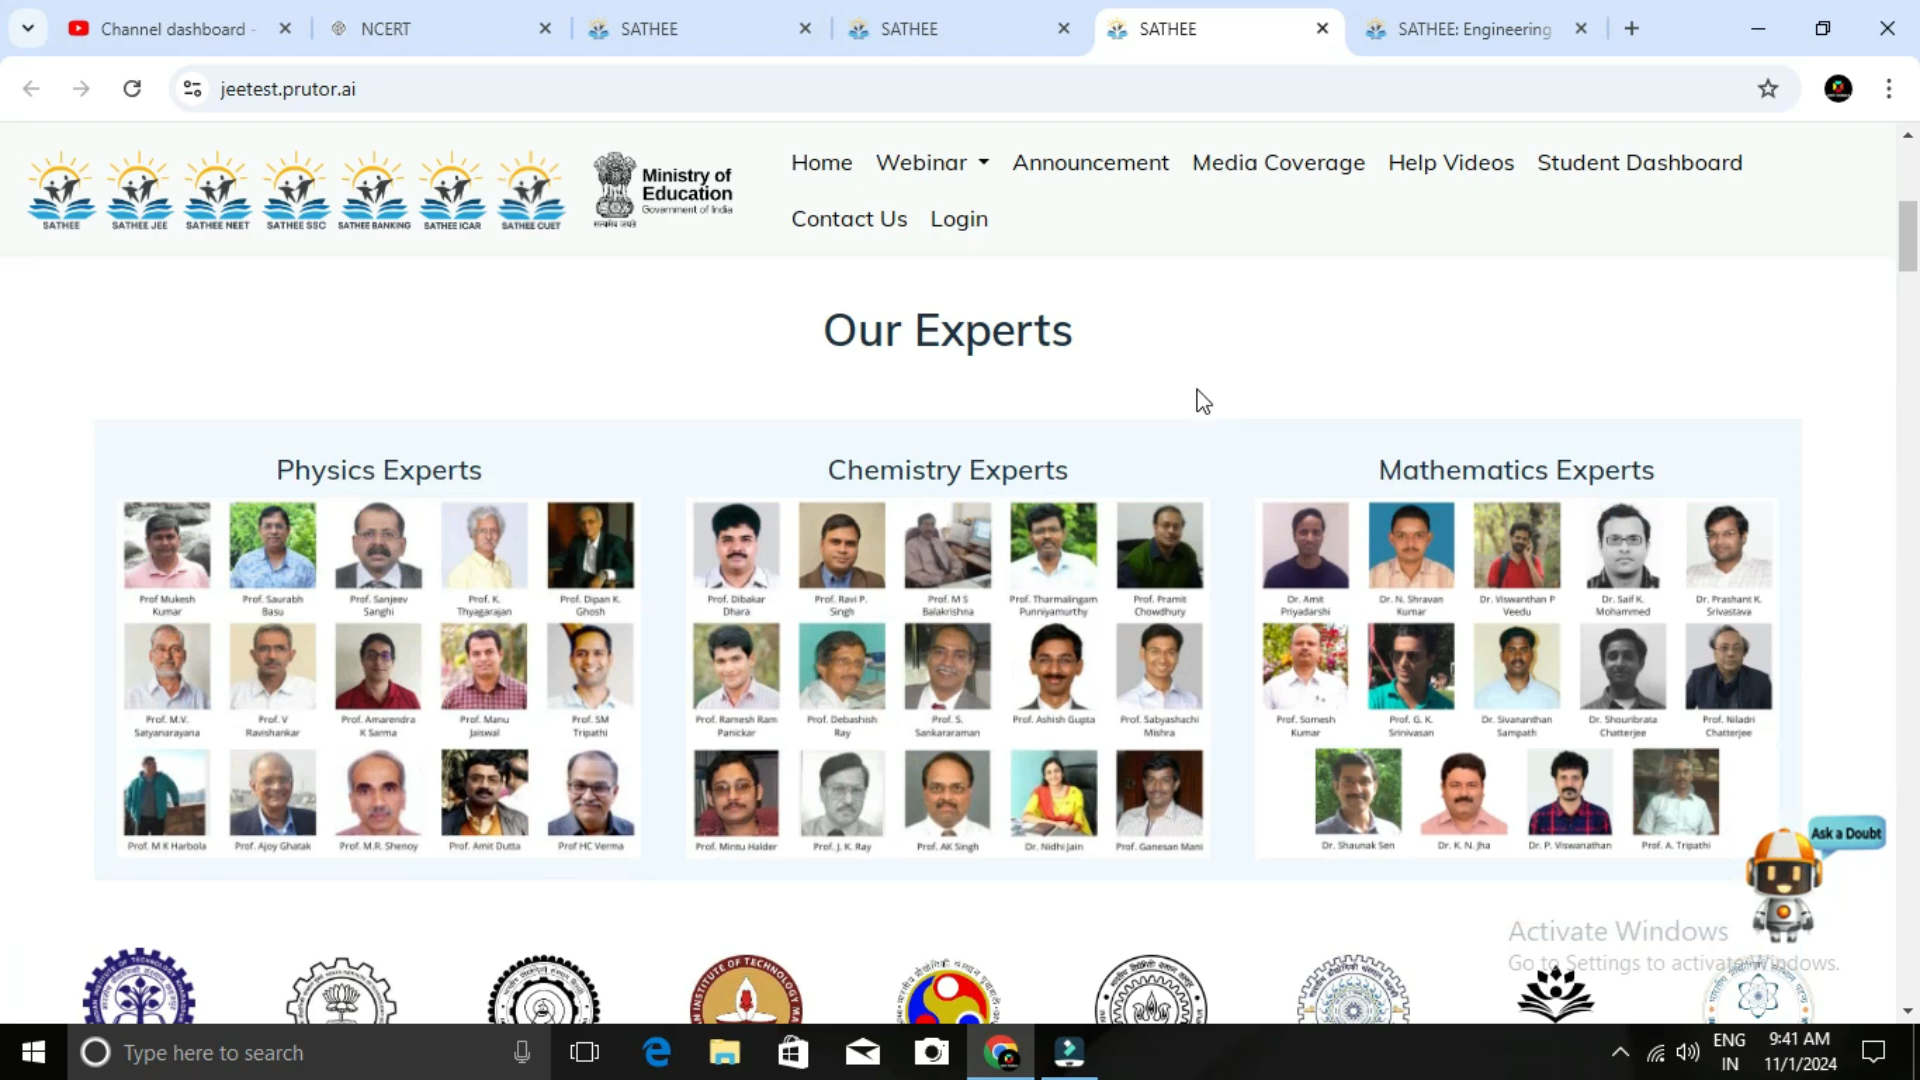 Channel dashboard -
NCERT
SATHEE
SATHEE
SATHEE
SATHEE: Engineering
jeetest.prutor.ai
SATHEE
SATHEE JEE
SATHEE NEET
SATHEE SSC
SATHEE BANKING
SATHEE ICAR
SATHEE CUET
सत्यमेव जयते
Ministry of
Education
Government of India
Home
Webinar
Announcement
Media Coverage
Help Videos
Student Dashboard
Contact Us
Login
Our Experts
Physics Experts
Prof Mukesh
Kumar
Prof. Saurabh
Basu
Prof. Sanjeev
Sanghi
Prof. K.
Thyagarajan
Prof. Dipan K.
Ghosh
Prof. M.V.
Satyanarayana
Prof. V
Ravishankar
Prof. Amarendra
K Sarma
Prof. Manu
Jaiswal
Prof. SM
Tripathi
Prof. M K Harbola
Prof. Ajoy Ghatak
Prof. M.R. Shenoy
Prof. Amit Dutta
Prof HC Verma
Chemistry Experts
Prof. Dibakar
Dhara
Prof. Ravi P.
Singh
Prof. M S
Balakrishna
Prof. Tharmalingam
Punniyamurthy
Prof. Pramit
Chowdhury
Prof. Ramesh Ram
Panickar
Prof. Debashish
Ray
Prof. S.
Sankararaman
Prof. Ashish Gupta
Prof. Sabyashachi
Mishra
Prof. Mintu Halder
Prof. J. K. Ray
Prof. AK Singh
Dr. Nidhi Jain
Prof. Ganesan Mani
Mathematics Experts
Dr. Amit
Priyadarshi
Dr. N. Shravan
Kumar
Dr. Viswanthan P
Veedu
Dr. Saif K.
Mohammed
Dr. Prashant K.
Srivastava
Prof. Somesh
Kumar
Prof. G. K.
Srinivasan
Dr. Sivananthan
Sampath
Dr. Shouribrata
Chatterjee
Prof. Niladri
Chatterjee
Dr. Shaunak Sen
Dr. K. N. Jha
Dr. P. Viswanathan
Prof. A. Tripathi
Ask a Doubt
Activate Windows
Go to Settings to activate Windows.
INSTITUTE OF TECHNOLOGY
Type here to search
ENG
IN
9:41 AM
11/1/2024